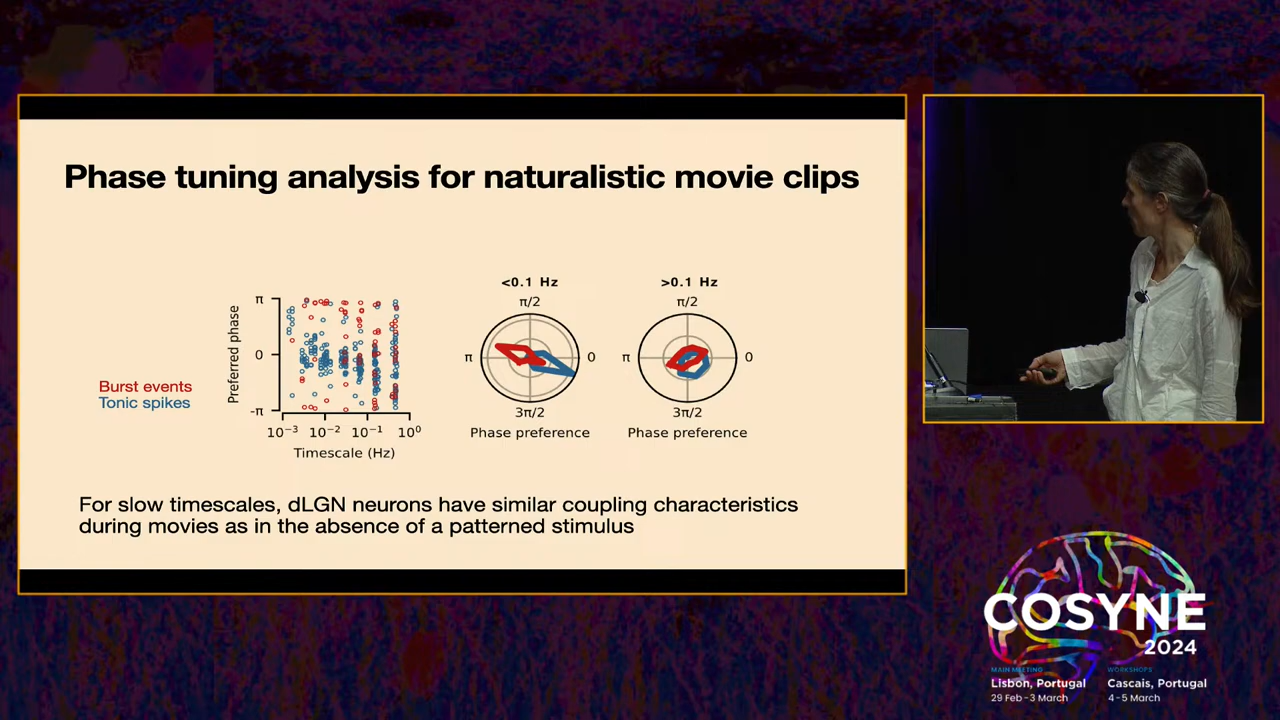 Phase tuning analysis for naturalistic movie clips
Burst events
Tonic spikes
Preferred phase
π
0
-π
10⁻³ 10⁻² 10⁻¹ 10⁰
Timescale (Hz)
<0.1 Hz
π/2
π
0
3π/2
Phase preference
>0.1 Hz
π/2
π
0
3π/2
Phase preference
For slow timescales, dLGN neurons have similar coupling characteristics
during movies as in the absence of a patterned stimulus
COSYNE
2024
MAIN MEETING
Lisbon, Portugal
29 Feb - 3 March
WORKSHOPS
Cascais, Portugal
4 - 5 March